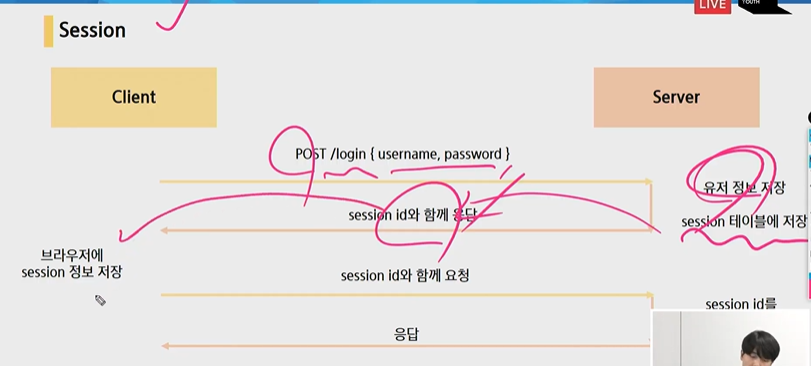 LIVE
YOUTH
Session
Client
Server
POST /login { username, password }
유저 정보 저장
session id와 함께 응답
session 테이블에 저장
브라우저에
session 정보 저장
session id와 함께 요청
session id를
응답